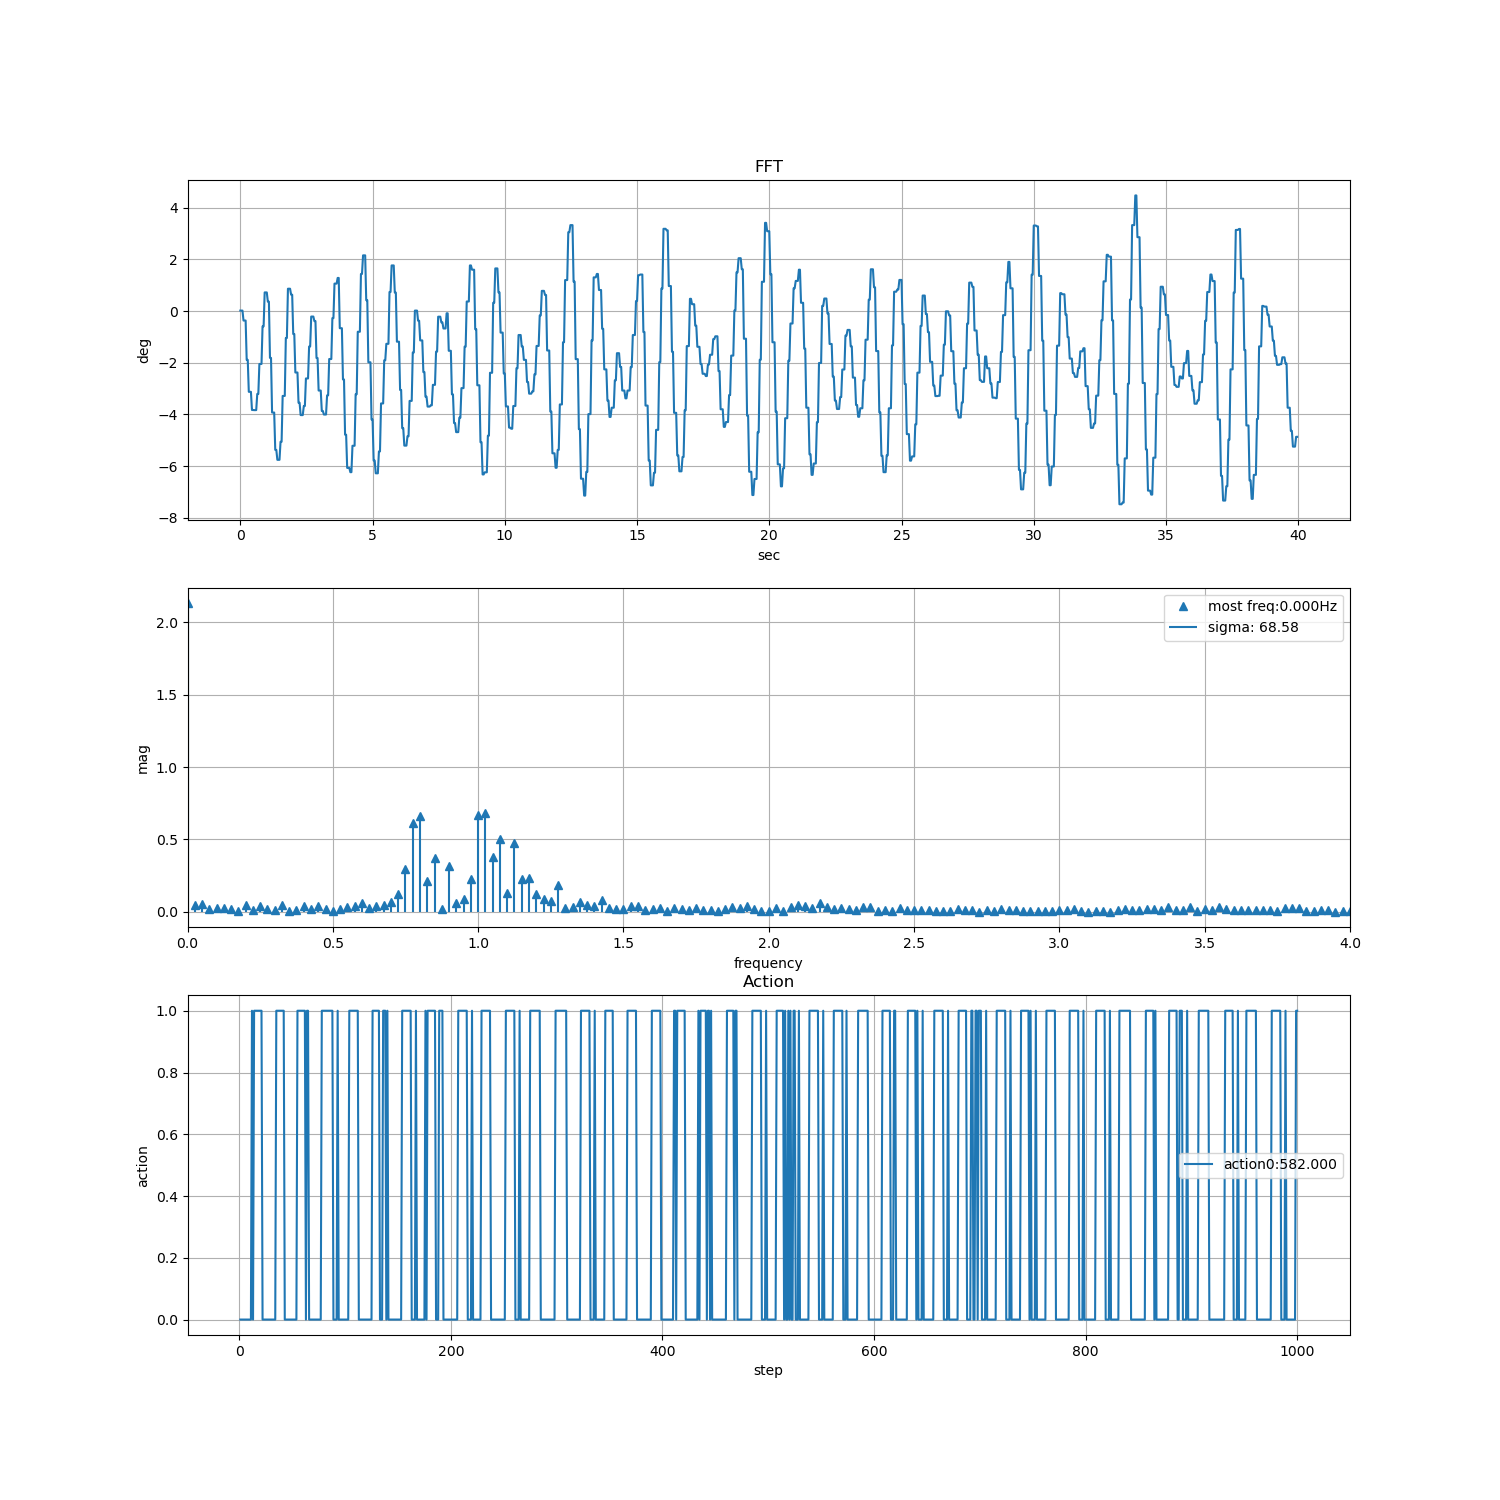 FFT
4
2
0
−2
−4
−6
−8
deg
0 5 10 15 20 25 30 35 40
sec
2.0
1.5
1.0
0.5
0.0
mag
most freq:0.000Hz
sigma: 68.58
0.0 0.5 1.0 1.5 2.0 2.5 3.0 3.5 4.0
frequency
Action
1.0
0.8
0.6
0.4
0.2
0.0
action
action0:582.000
0 200 400 600 800 1000
step